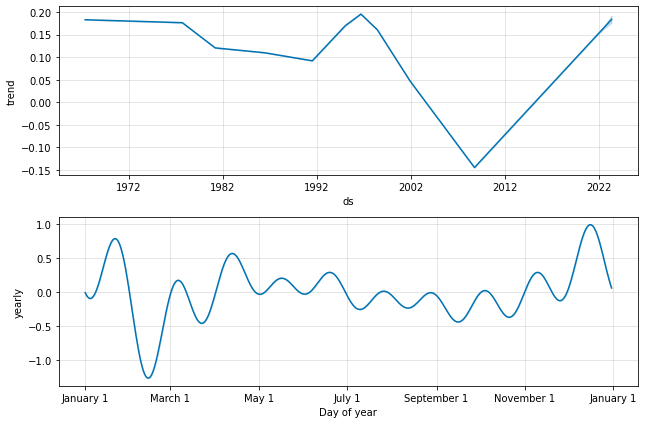 0.20
0.15
0.10
0.05
0.00
−0.05
−0.10
−0.15
trend
1972 1982 1992 2002 2012 2022
ds
1.0
0.5
0.0
−0.5
−1.0
yearly
January 1 March 1 May 1 July 1 September 1 November 1 January 1
Day of year